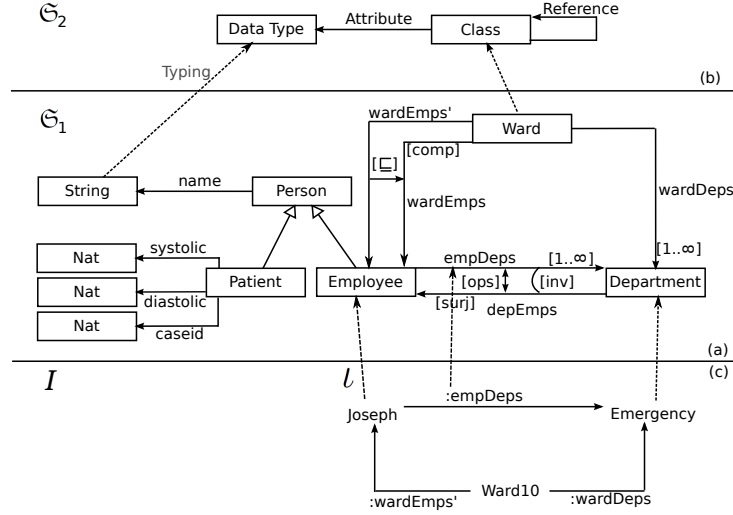 𝔖2
Data Type
Attribute
Class
Reference
Typing
(b)
𝔖1
wardEmps'
Ward
[comp]
[⊑]
String
name
Person
wardEmps
wardDeps
Nat
systolic
empDeps
[1..∞]
[1..∞]
Nat
Patient
Employee
[ops]
[inv]
Department
diastolic
[surj]
depEmps
Nat
caseid
(a)
I
ι
(c)
:empDeps
Joseph
Emergency
Ward10
:wardEmps'
:wardDeps